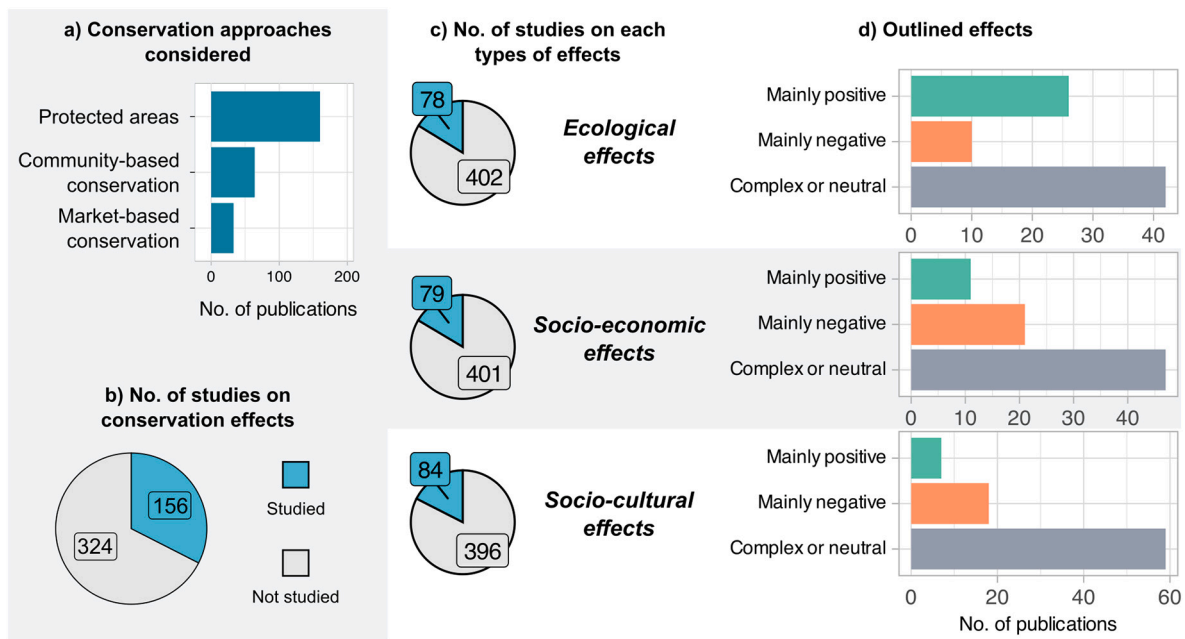 a) Conservation approaches
considered
Protected areas
Community-based
conservation
Market-based
conservation
0 100 200
No. of publications
b) No. of studies on
conservation effects
156
324
Studied
Not studied
c) No. of studies on each
types of effects
78
402
Ecological
effects
79
401
Socio-economic
effects
84
396
Socio-cultural
effects
d) Outlined effects
Mainly positive
Mainly negative
Complex or neutral
0 10 20 30 40
Mainly positive
Mainly negative
Complex or neutral
0 10 20 30 40
Mainly positive
Mainly negative
Complex or neutral
0 20 40 60
No. of publications